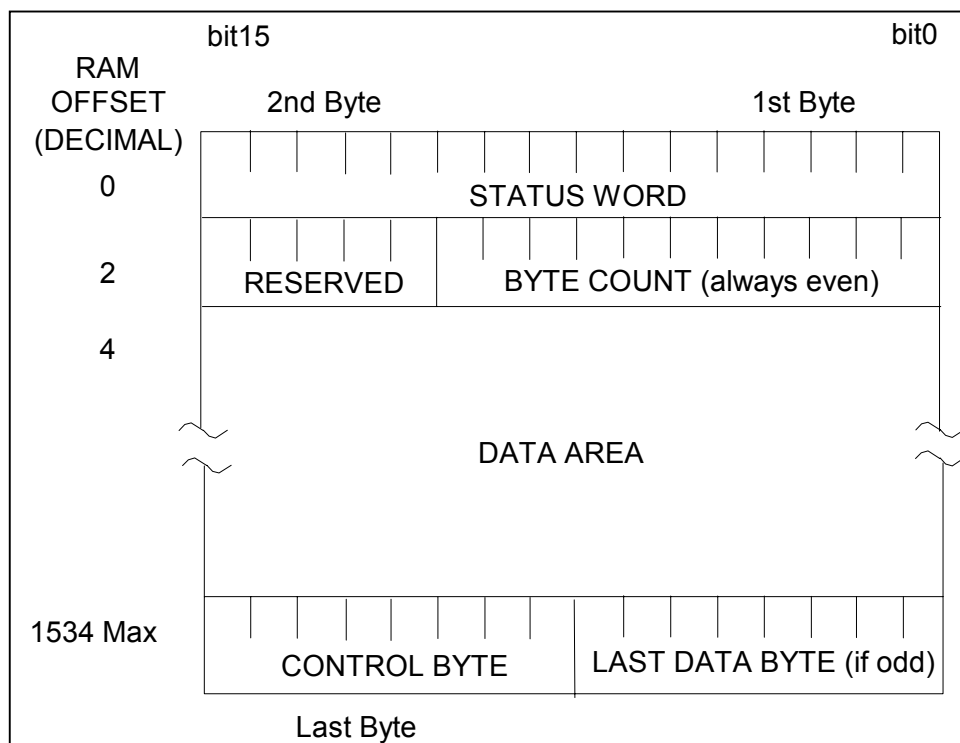 bit15 bit0
RAM
OFFSET
(DECIMAL)
2nd Byte 1st Byte
0 STATUS WORD
2 RESERVED BYTE COUNT (always even)
4
DATA AREA
1534 Max CONTROL BYTE LAST DATA BYTE (if odd)
Last Byte